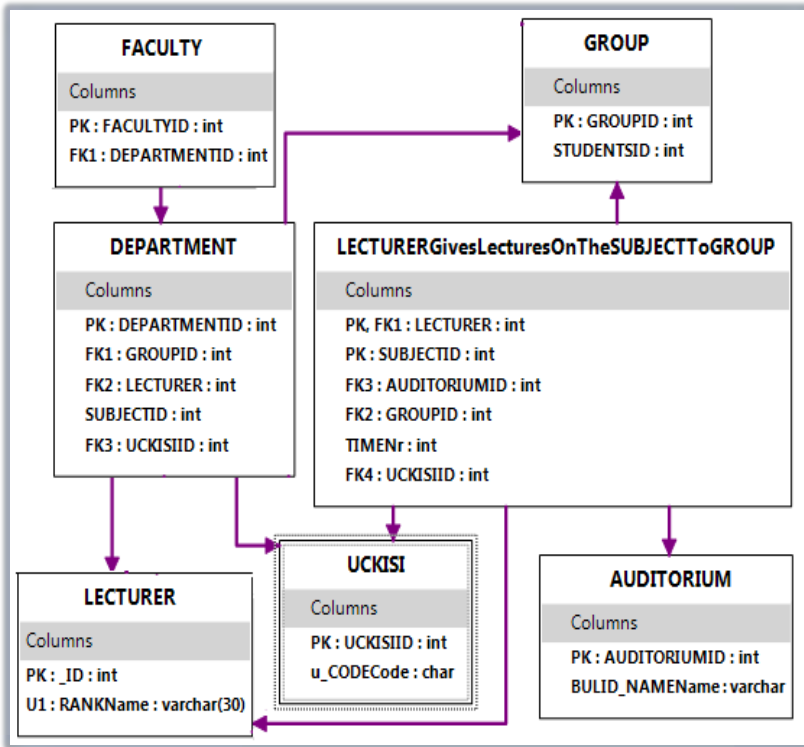 FACULTY
Columns
PK : FACULTYID : int
FK1 : DEPARTMENTID : int
GROUP
Columns
PK : GROUPID : int
STUDENTSID : int
DEPARTMENT
Columns
PK : DEPARTMENTID : int
FK1 : GROUPID : int
FK2 : LECTURER : int
SUBJECTID : int
FK3 : UCKISIID : int
LECTURERGivesLecturesOnTheSUBJECTToGROUP
Columns
PK, FK1 : LECTURER : int
PK : SUBJECTID : int
FK3 : AUDITORIUMID : int
FK2 : GROUPID : int
TIMENr : int
FK4 : UCKISIID : int
LECTURER
Columns
PK : _ID : int
U1 : RANKName : varchar(30)
UCKISI
Columns
PK : UCKISIID : int
u_CODECode : char
AUDITORIUM
Columns
PK : AUDITORIUMID : int
BULID_NAMEName : varchar